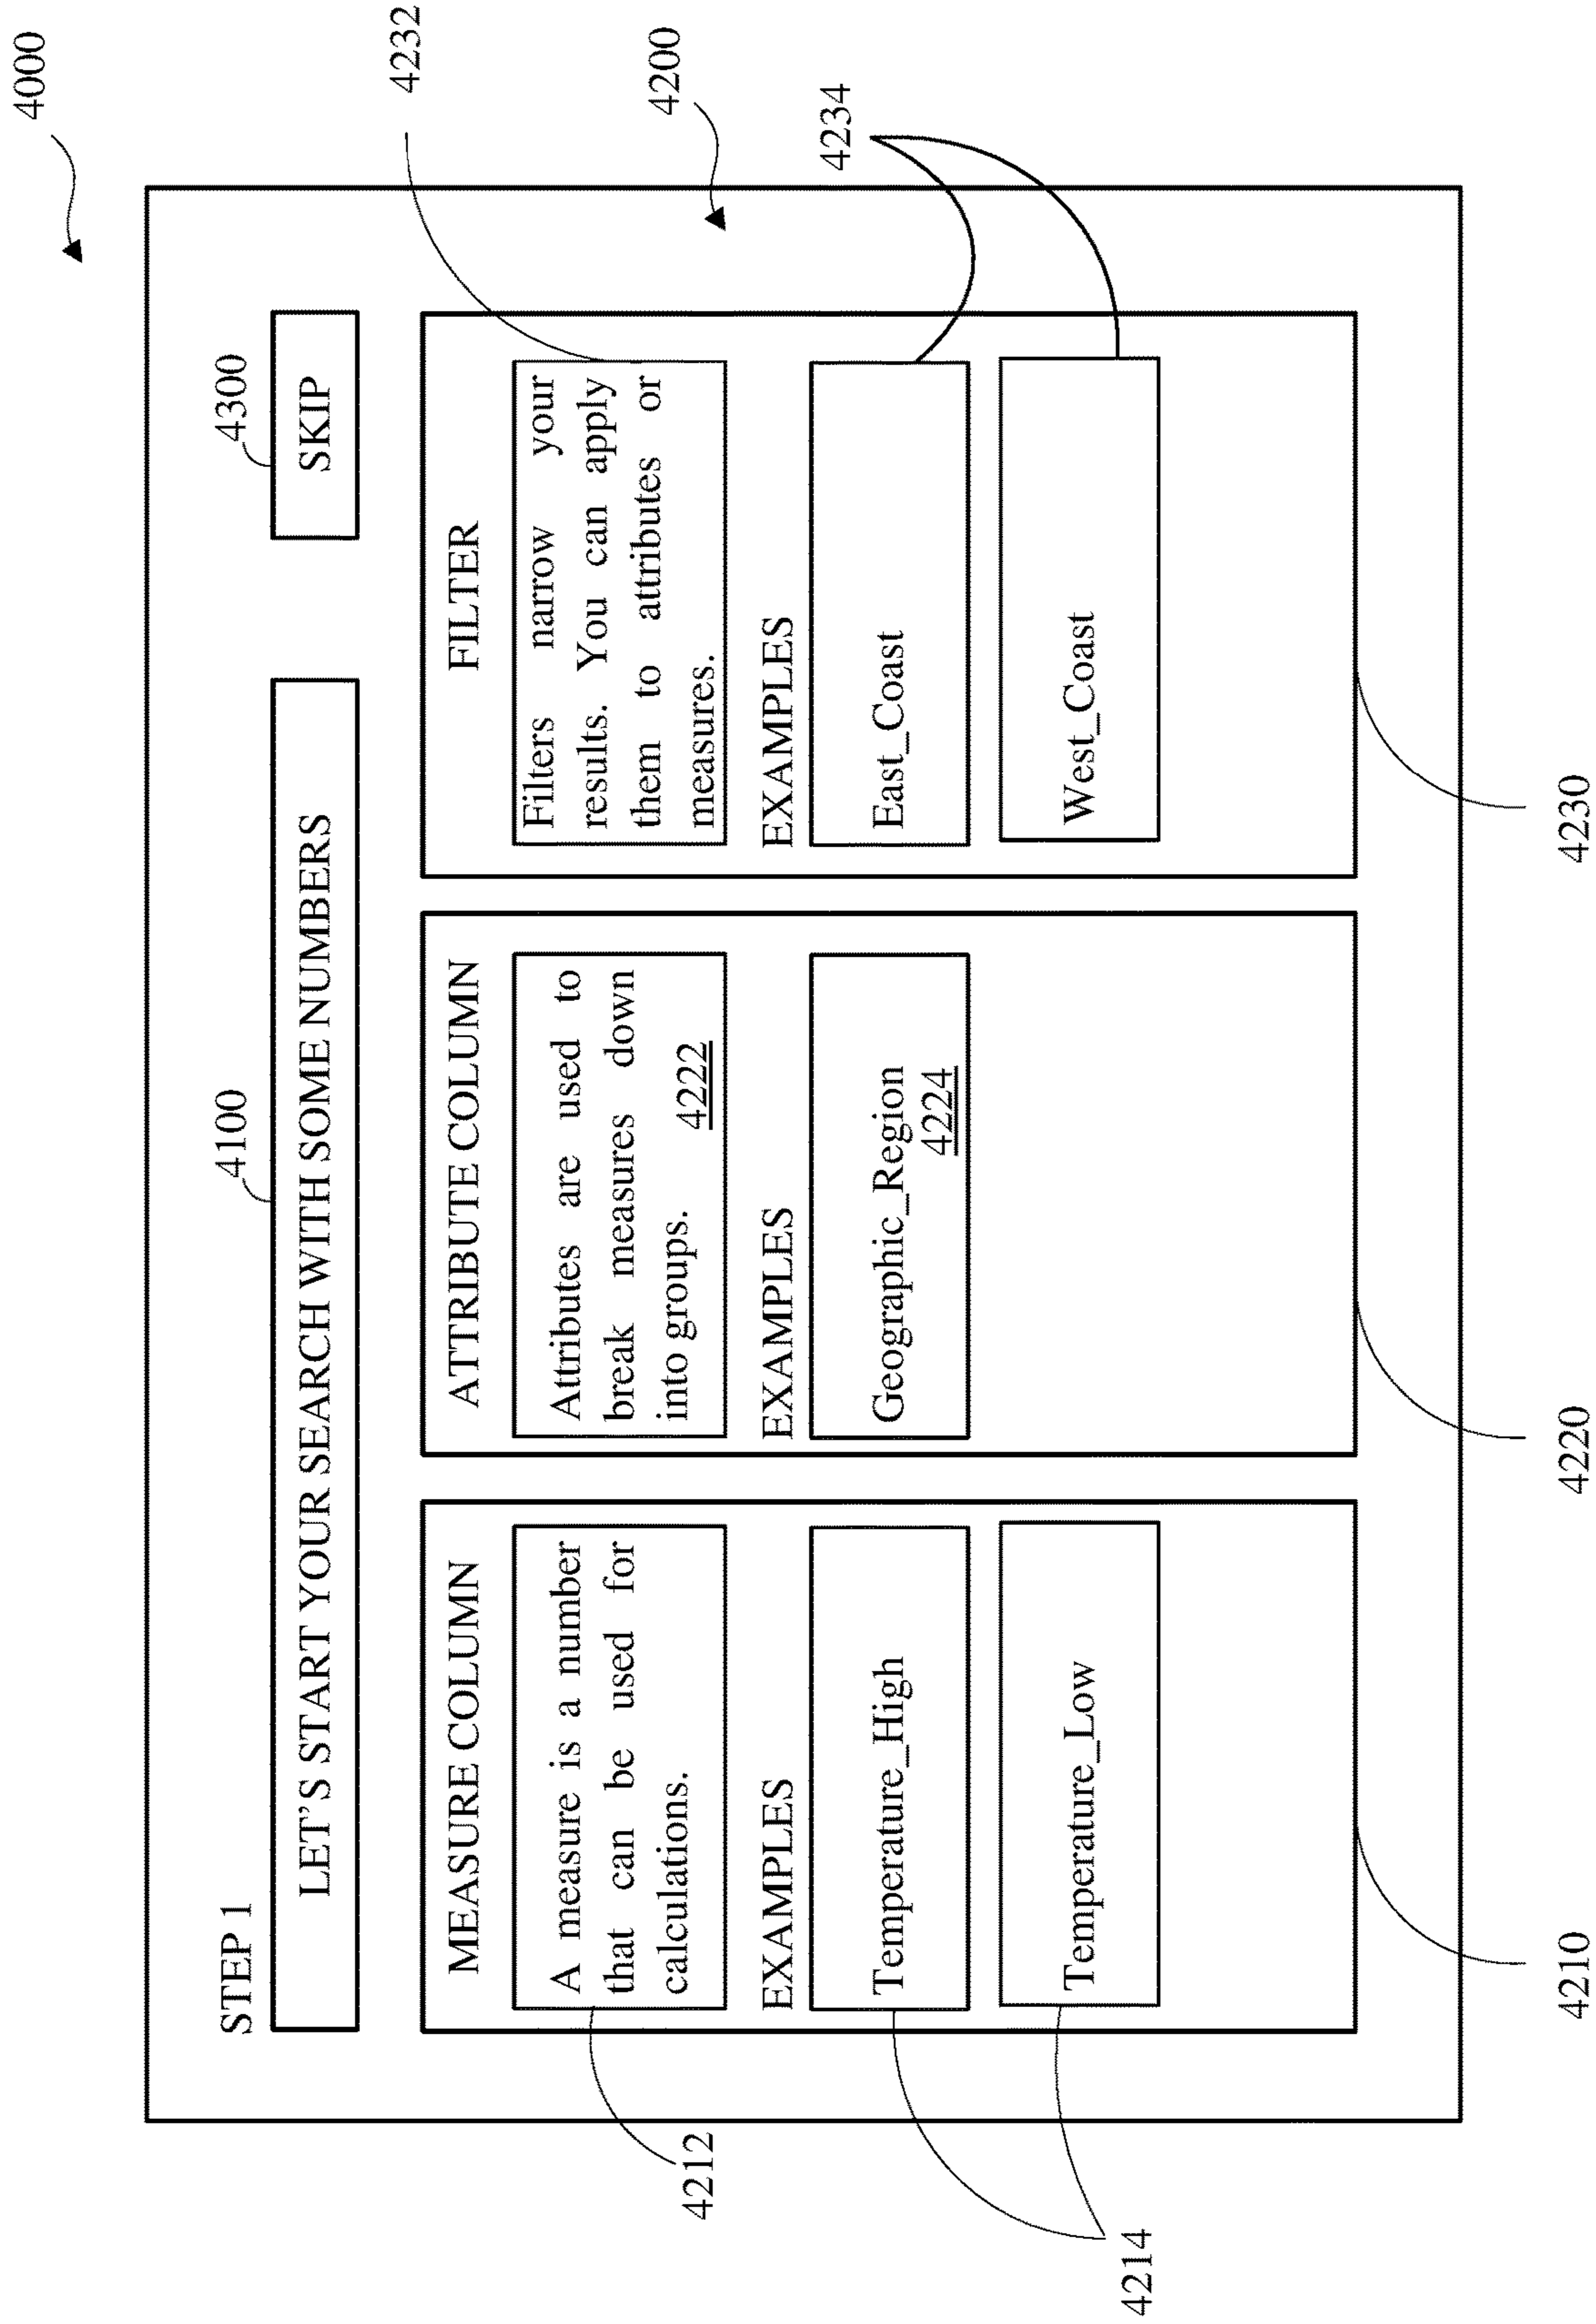 4000
STEP 1
4100
4300
LET'S START YOUR SEARCH WITH SOME NUMBERS
SKIP
4232
MEASURE COLUMN
A measure is a number
that can be used for
calculations.
4212
EXAMPLES
Temperature_High
Temperature_Low
4214
4210
ATTRIBUTE COLUMN
Attributes are used to
break measures down
into groups.
4222
EXAMPLES
Geographic_Region
4224
4220
FILTER
Filters narrow your
results. You can apply
them to attributes or
measures.
4200
EXAMPLES
East_Coast
West_Coast
4234
4230